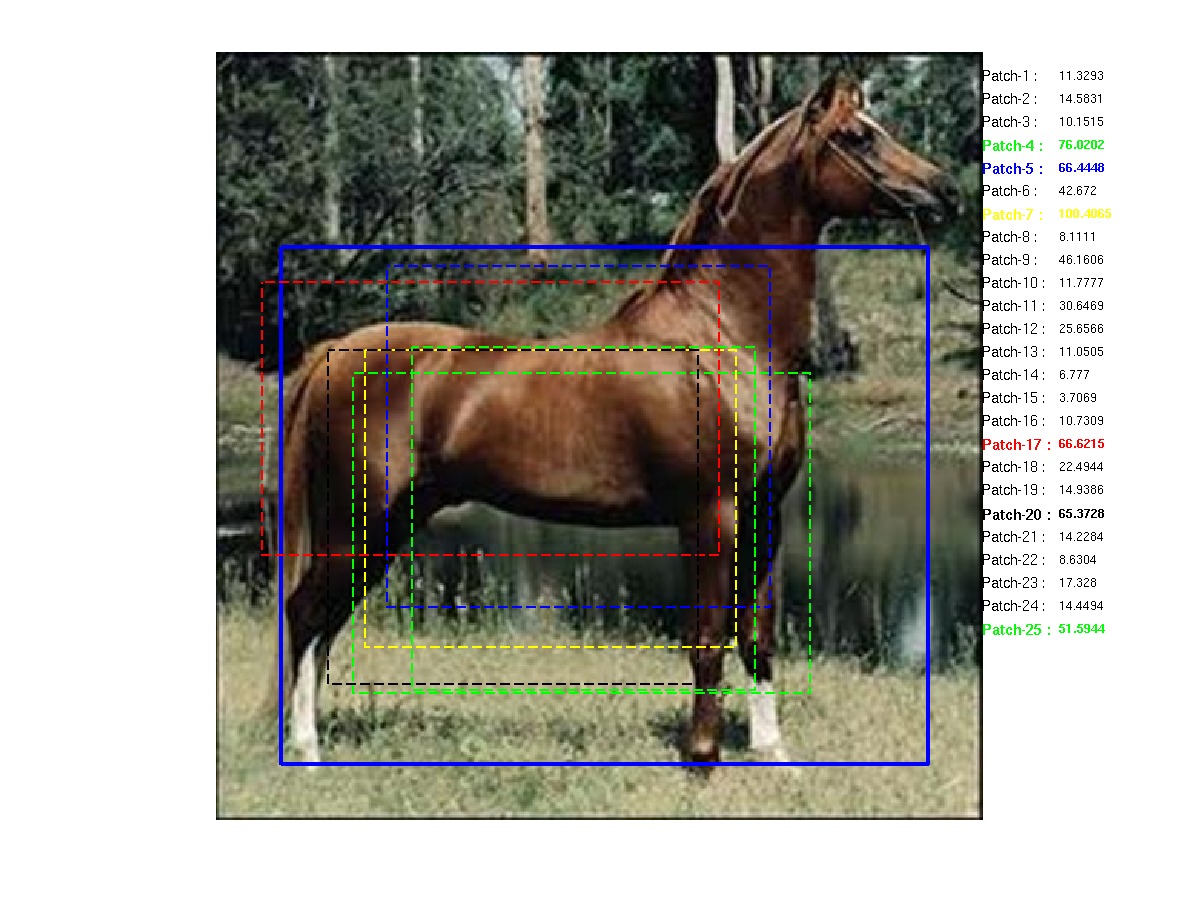 Patch-1 : 11.3293
Patch-2 : 14.5831
Patch-3 : 10.1515
Patch-4 : 76.0202
Patch-5 : 66.4448
Patch-6 : 42.672
Patch-7 : 100.4065
Patch-8 : 8.1111
Patch-9 : 46.1606
Patch-10 : 11.7777
Patch-11 : 30.6469
Patch-12 : 25.6566
Patch-13 : 11.0505
Patch-14 : 6.777
Patch-15 : 3.7069
Patch-16 : 10.7309
Patch-17 : 66.6215
Patch-18 : 22.4944
Patch-19 : 14.9386
Patch-20 : 65.3728
Patch-21 : 14.2284
Patch-22 : 8.6304
Patch-23 : 17.328
Patch-24 : 14.4494
Patch-25 : 51.5944